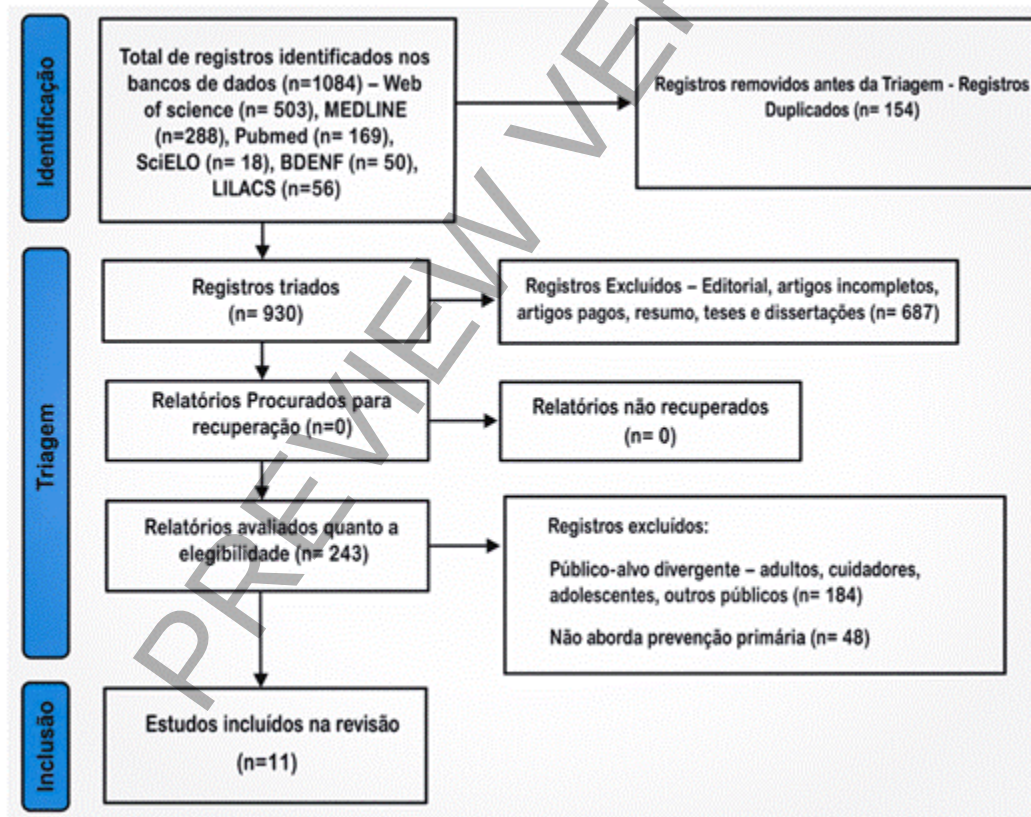 Identificação
Total de registros identificados nos
bancos de dados (n=1084) – Web
of science (n= 503), MEDLINE
(n=288), Pubmed (n= 169),
SciELO (n= 18), BDENF (n= 50),
LILACS (n=56)
Registros removidos antes da Triagem - Registros
Duplicados (n= 154)
Triagem
Registros triados
(n= 930)
Registros Excluídos – Editorial, artigos incompletos,
artigos pagos, resumo, teses e dissertações (n= 687)
Relatórios Procurados para
recuperação (n=0)
Relatórios não recuperados
(n= 0)
Relatórios avaliados quanto a
elegibilidade (n= 243)
Registros excluídos:
Público-alvo divergente – adultos, cuidadores,
adolescentes, outros públicos (n= 184)
Não aborda prevenção primária (n= 48)
Inclusão
Estudos incluídos na revisão
(n=11)
PREVIEW VE